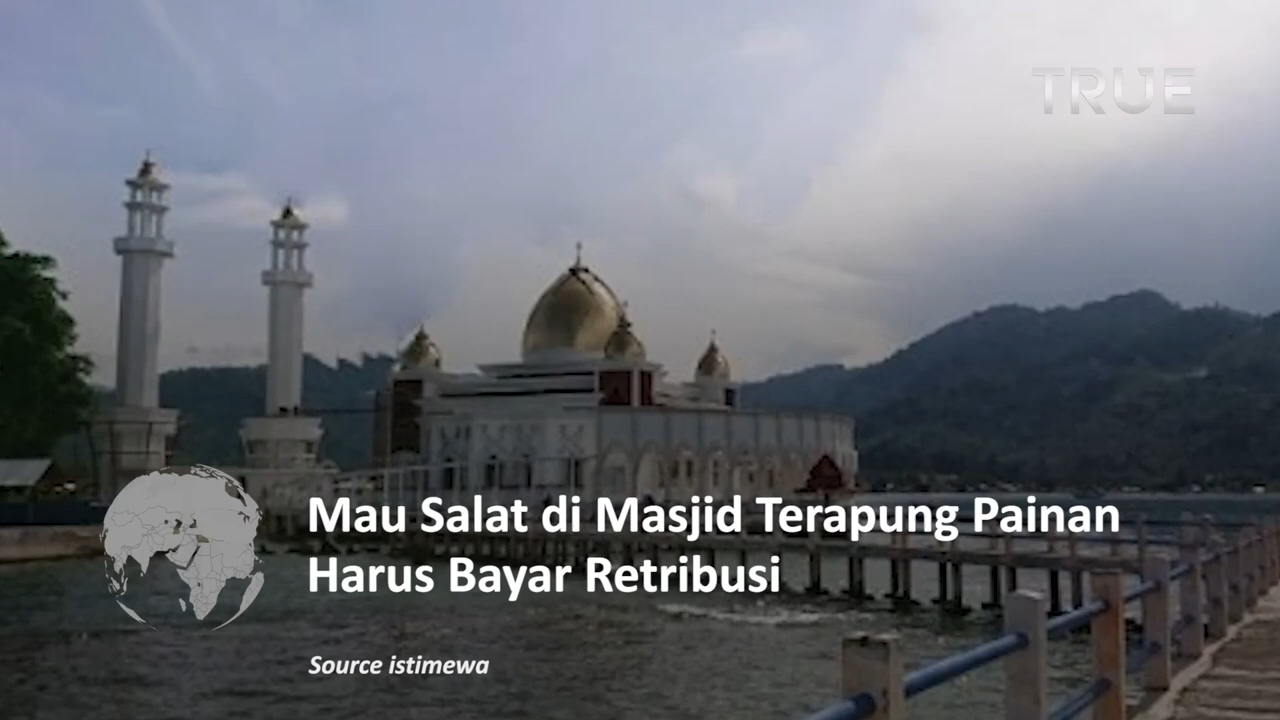 TRUE
Mau Salat di Masjid Terapung Painan
Harus Bayar Retribusi
Source istimewa